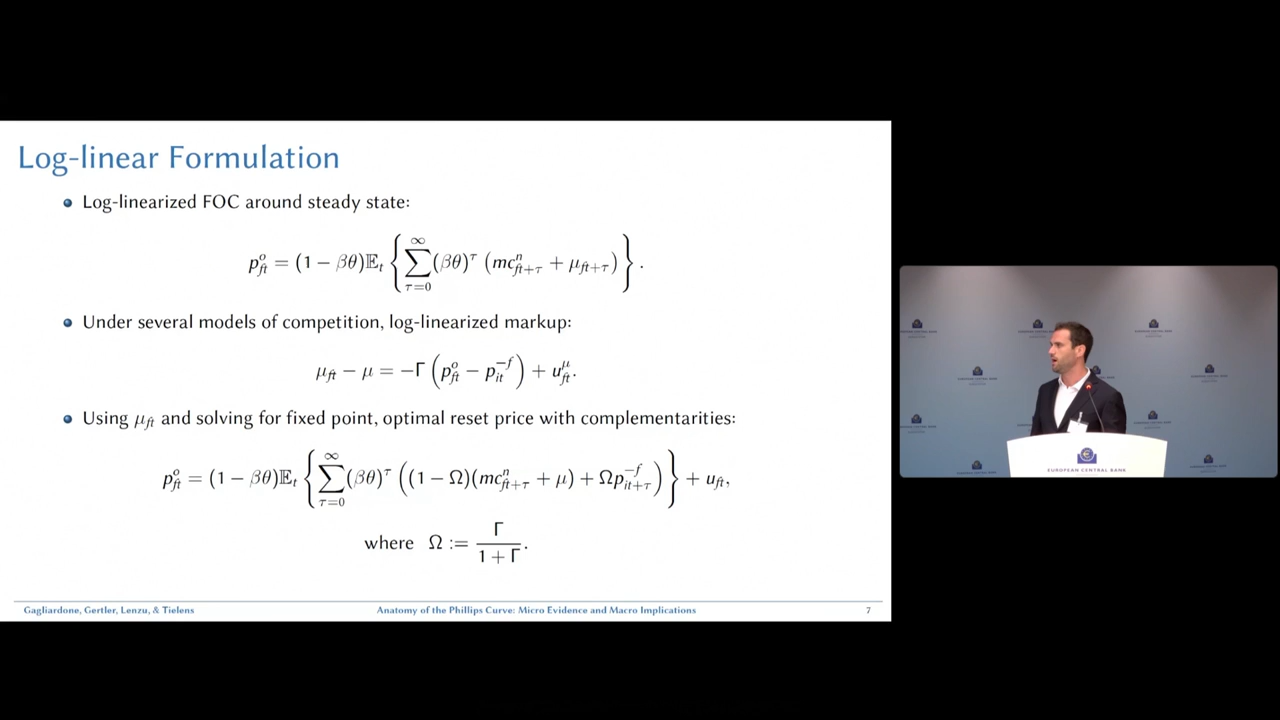 Log-linear Formulation
Log-linearized FOC around steady state:
p^o_{ft} = (1 − βθ)𝔼_t { ∑_{τ=0}^{∞} (βθ)^τ (mc^n_{ft+τ} + μ_{ft+τ}) } .
Under several models of competition, log-linearized markup:
μ_{ft} − μ = −Γ (p^o_{ft} − p^{−f}_{it}) + u^μ_{ft}.
Using μ_{ft} and solving for fixed point, optimal reset price with complementarities:
p^o_{ft} = (1 − βθ)𝔼_t { ∑_{τ=0}^{∞} (βθ)^τ ((1 − Ω)(mc^n_{ft+τ} + μ) + Ωp^{−f}_{it+τ}) } + u_{ft},
where Ω := Γ / (1 + Γ).
Gagliardone, Gertler, Lenzu, & Tielens
Anatomy of the Phillips Curve: Micro Evidence and Macro Implications
7
EUROPEAN CENTRAL BANK